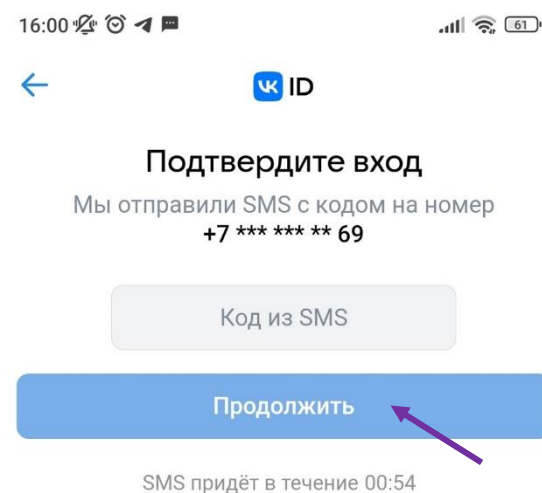 16:00
61
VK ID
Подтвердите вход
Мы отправили SMS с кодом на номер
+7 *** *** ** 69
Код из SMS
Продолжить
SMS придёт в течение 00:54